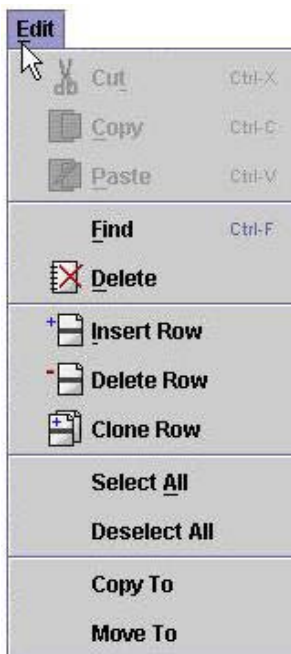 Edit
Cut Ctrl-X
Copy Ctrl-C
Paste Ctrl-V
Find Ctrl-F
Delete
Insert Row
Delete Row
Clone Row
Select All
Deselect All
Copy To
Move To